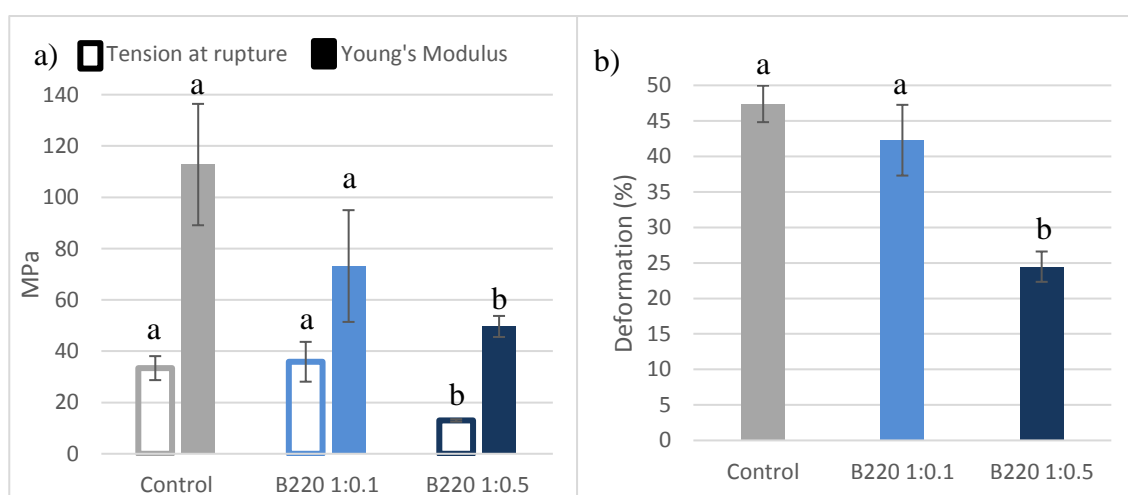 a) Tension at rupture Young's Modulus
MPa
140
120
100
80
60
40
20
0
a
a
a
a
b
b
Control B220 1:0.1 B220 1:0.5
b)
Deformation (%)
50
45
40
35
30
25
20
15
10
5
0
a
a
b
Control B220 1:0.1 B220 1:0.5